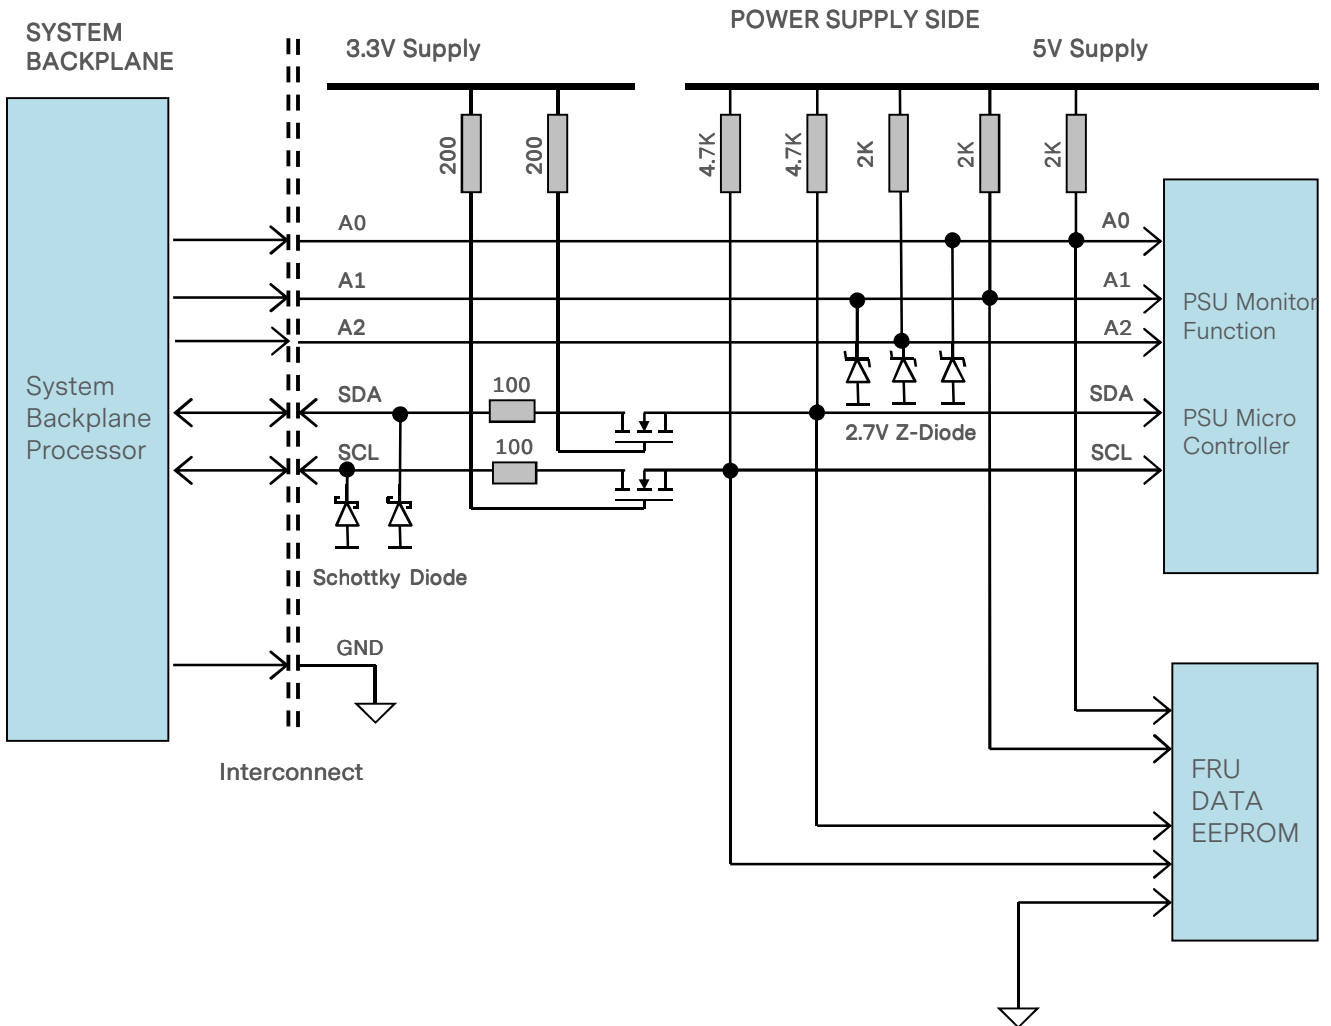 POWER SUPPLY SIDE
SYSTEM
BACKPLANE
3.3V Supply
5V Supply
200
200
4.7K
4.7K
2K
2K
2K
A0
A0
A1
A1
A2
A2
PSU Monitor
Function
System
Backplane
Processor
SDA
100
SDA
2.7V Z-Diode
PSU Micro
Controller
SCL
100
SCL
Schottky Diode
GND
Interconnect
FRU
DATA
EEPROM